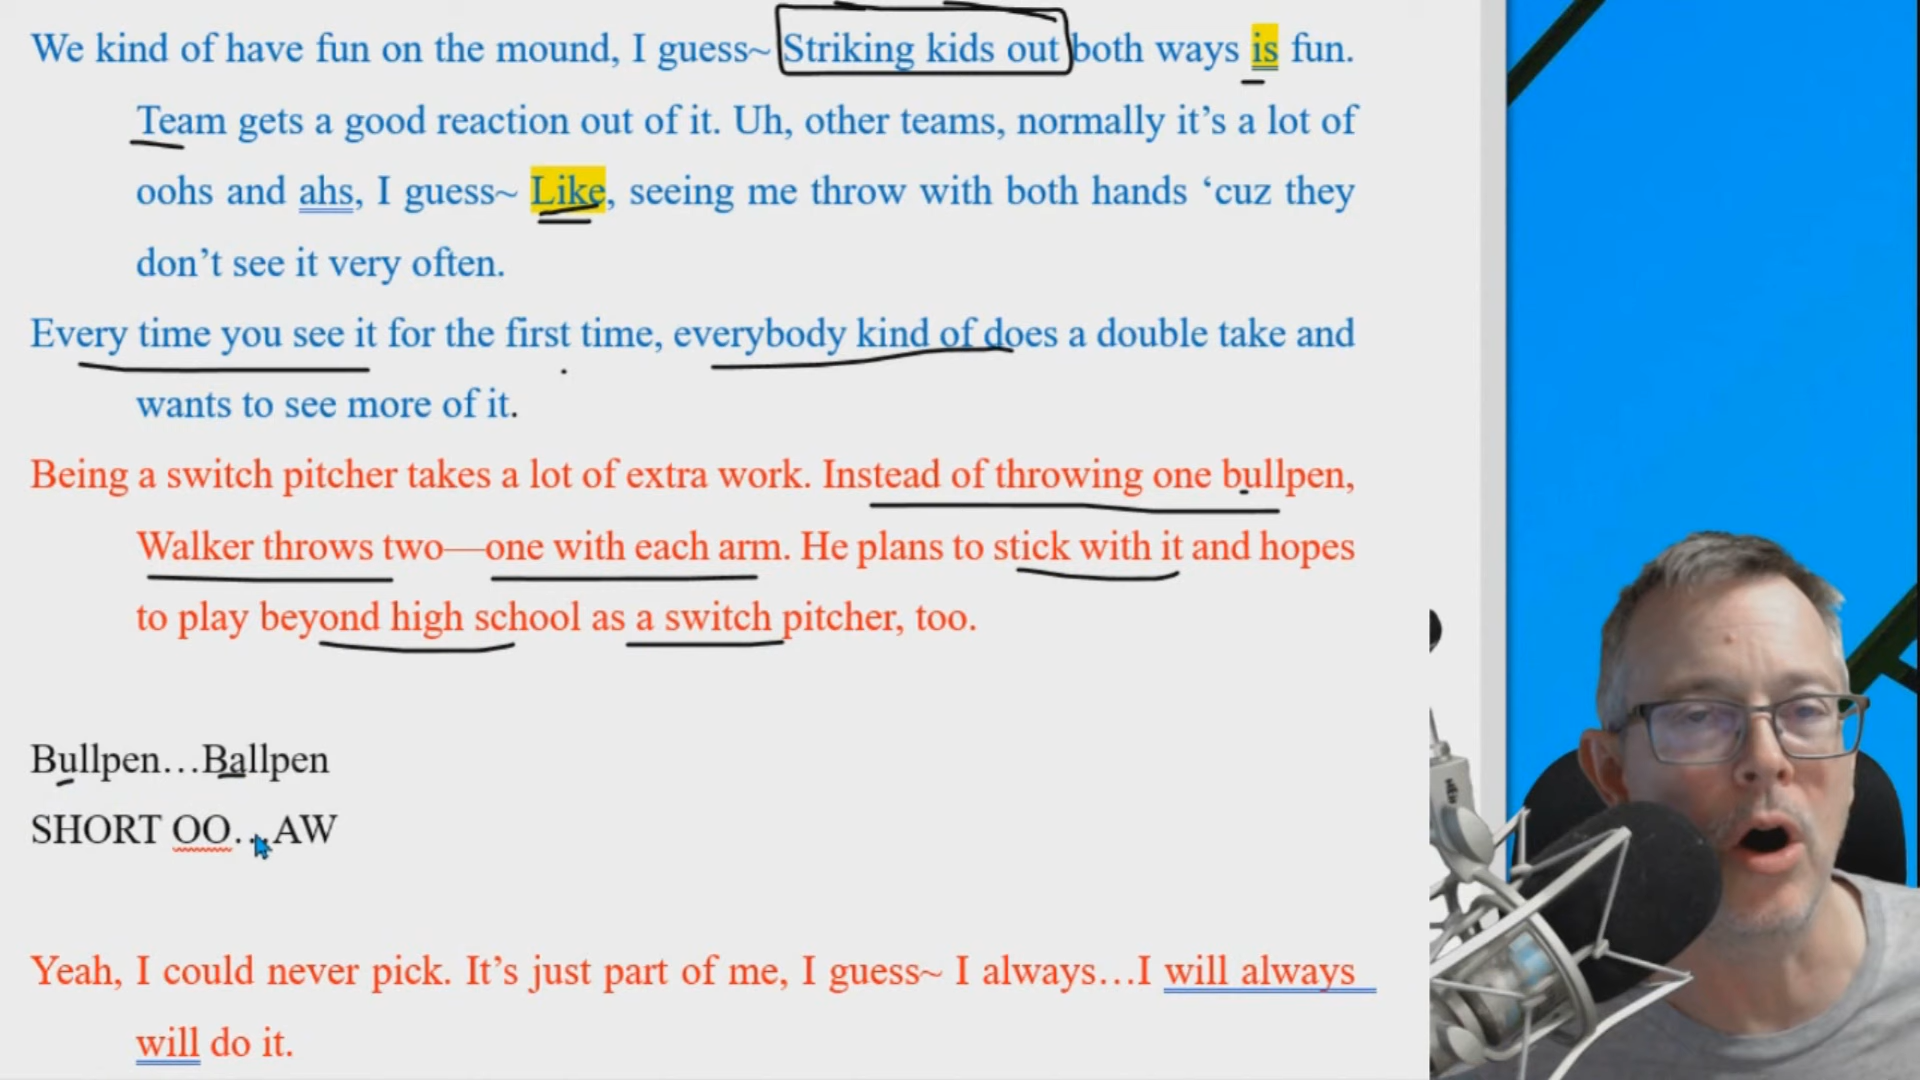 We kind of have fun on the mound, I guess~ Striking kids out both ways is fun.
Team gets a good reaction out of it. Uh, other teams, normally it’s a lot of
oohs and ahs, I guess~ Like, seeing me throw with both hands ‘cuz they
don’t see it very often.
Every time you see it for the first time, everybody kind of does a double take and
wants to see more of it.
Being a switch pitcher takes a lot of extra work. Instead of throwing one bullpen,
Walker throws two—one with each arm. He plans to stick with it and hopes
to play beyond high school as a switch pitcher, too.
Bullpen…Ballpen
SHORT OO…AW
Yeah, I could never pick. It’s just part of me, I guess~ I always…I will always
will do it.